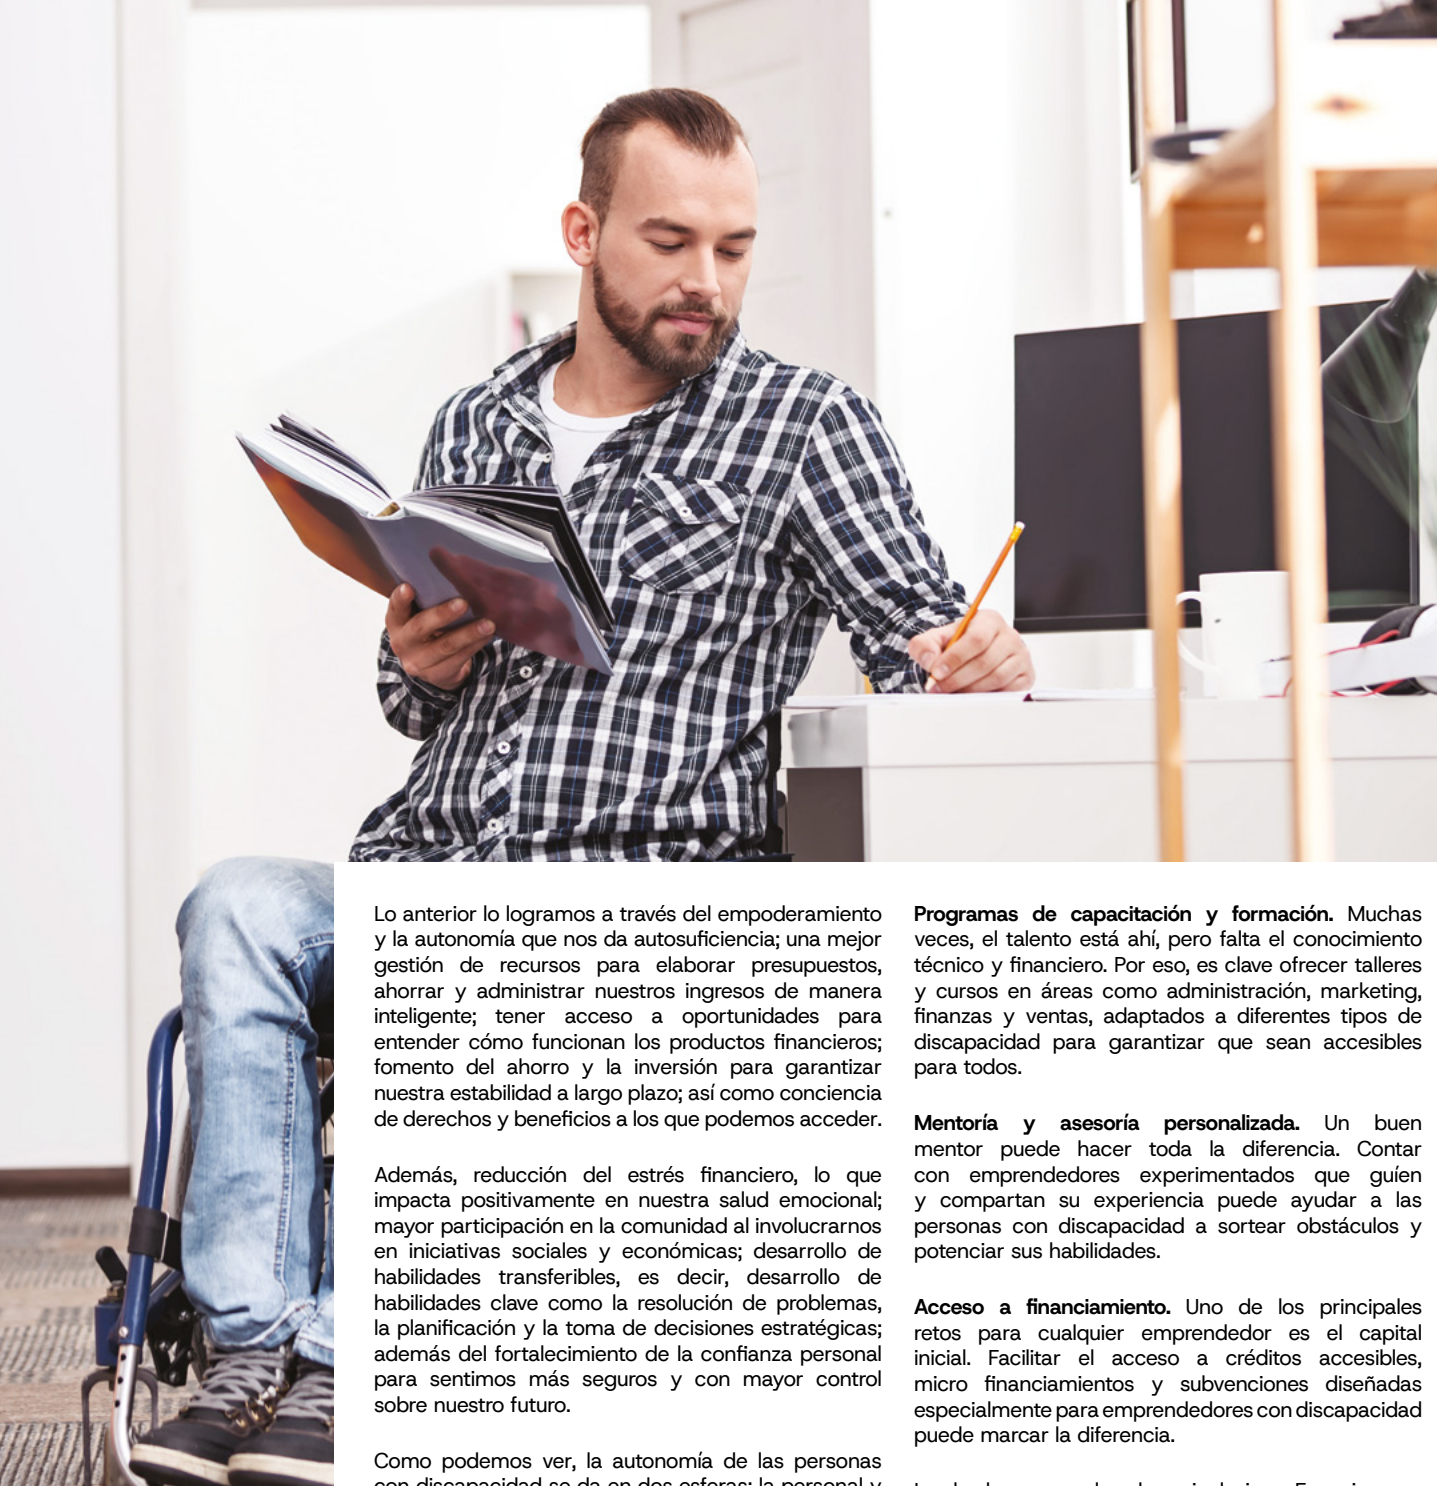 Lo anterior lo logramos a través del empoderamiento
y la autonomía que nos da autosuficiencia; una mejor
gestión de recursos para elaborar presupuestos,
ahorrar y administrar nuestros ingresos de manera
inteligente; tener acceso a oportunidades para
entender cómo funcionan los productos financieros;
fomento del ahorro y la inversión para garantizar
nuestra estabilidad a largo plazo; así como conciencia
de derechos y beneficios a los que podemos acceder.
Además, reducción del estrés financiero, lo que
impacta positivamente en nuestra salud emocional;
mayor participación en la comunidad al involucrarnos
en iniciativas sociales y económicas; desarrollo de
habilidades transferibles, es decir, desarrollo de
habilidades clave como la resolución de problemas,
la planificación y la toma de decisiones estratégicas;
además del fortalecimiento de la confianza personal
para sentimos más seguros y con mayor control
sobre nuestro futuro.
Como podemos ver, la autonomía de las personas
con discapacidad se da en dos esferas: la personal y
Programas de capacitación y formación. Muchas
veces, el talento está ahí, pero falta el conocimiento
técnico y financiero. Por eso, es clave ofrecer talleres
y cursos en áreas como administración, marketing,
finanzas y ventas, adaptados a diferentes tipos de
discapacidad para garantizar que sean accesibles
para todos.
Mentoría y asesoría personalizada. Un buen
mentor puede hacer toda la diferencia. Contar
con emprendedores experimentados que guíen
y compartan su experiencia puede ayudar a las
personas con discapacidad a sortear obstáculos y
potenciar sus habilidades.
Acceso a financiamiento. Uno de los principales
retos para cualquier emprendedor es el capital
inicial. Facilitar el acceso a créditos accesibles,
micro financiamientos y subvenciones diseñadas
especialmente para emprendedores con discapacidad
puede marcar la diferencia.